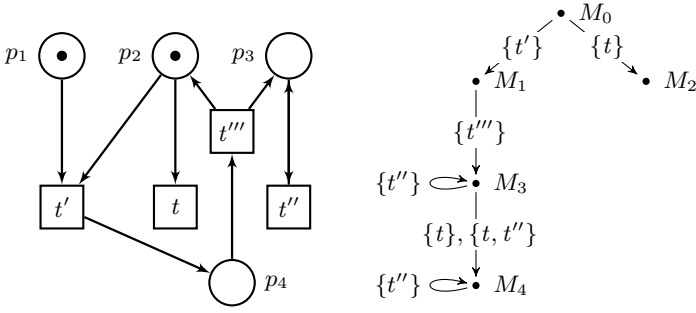 p₁
p₂
p₃
t′′′
t′
t
t′′
p₄
M₀
{t′}
{t}
M₁
M₂
{t′′′}
{t′′}
M₃
{t}, {t, t′′}
{t′′}
M₄